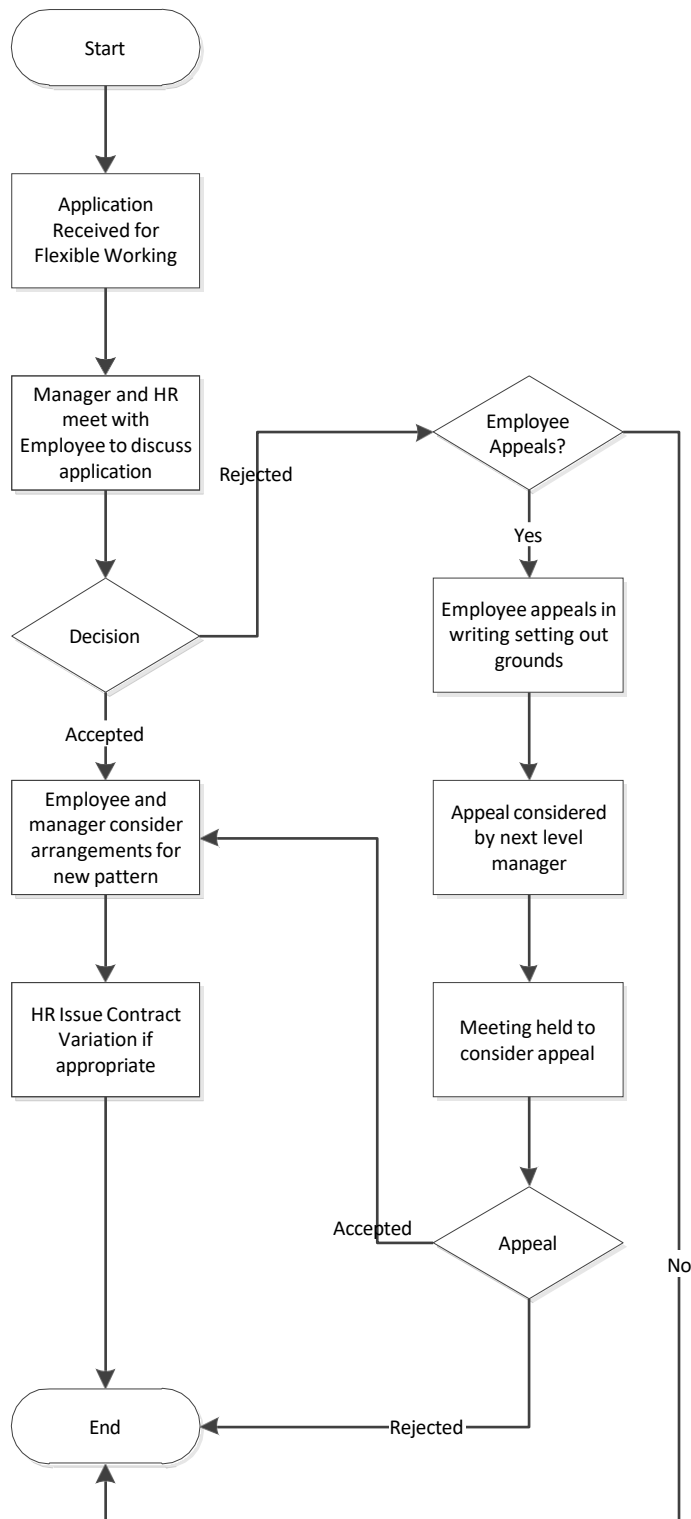 Start
Application
Received for
Flexible Working
Manager and HR
meet with
Employee to discuss
application
Decision
Rejected
Accepted
Employee and
manager consider
arrangements for
new pattern
HR Issue Contract
Variation if
appropriate
Employee
Appeals?
Yes
Employee appeals in
writing setting out
grounds
Appeal considered
by next level
manager
Meeting held to
consider appeal
Appeal
Accepted
No
Rejected
End